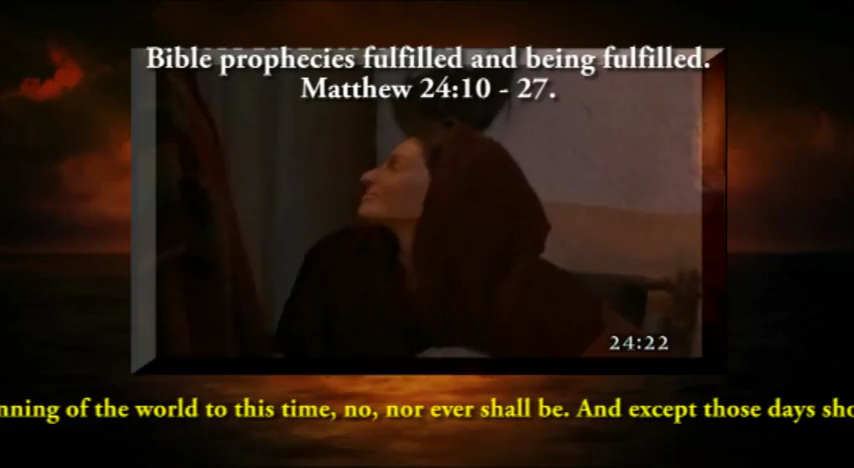 Bible prophecies fulfilled and being fulfilled.
Matthew 24:10 - 27.
24:22
nning of the world to this time, no, nor ever shall be. And except those days sho